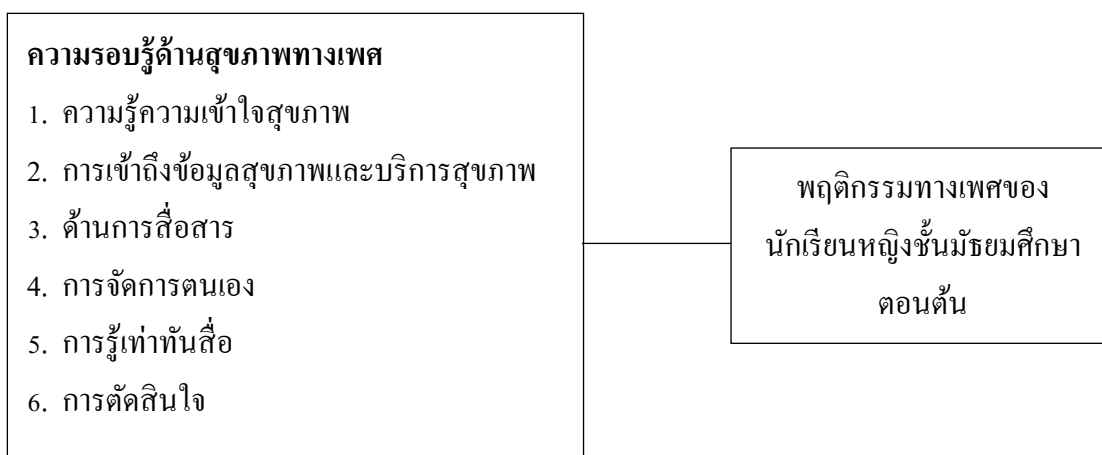 ความรอบรู้ด้านสุขภาพทางเพศ
1. ความรู้ความเข้าใจสุขภาพ
2. การเข้าถึงข้อมูลสุขภาพและบริการสุขภาพ
3. ด้านการสื่อสาร
4. การจัดการตนเอง
5. การรู้เท่าทันสื่อ
6. การตัดสินใจ
พฤติกรรมทางเพศของ
นักเรียนหญิงชั้นมัธยมศึกษา
ตอนต้น